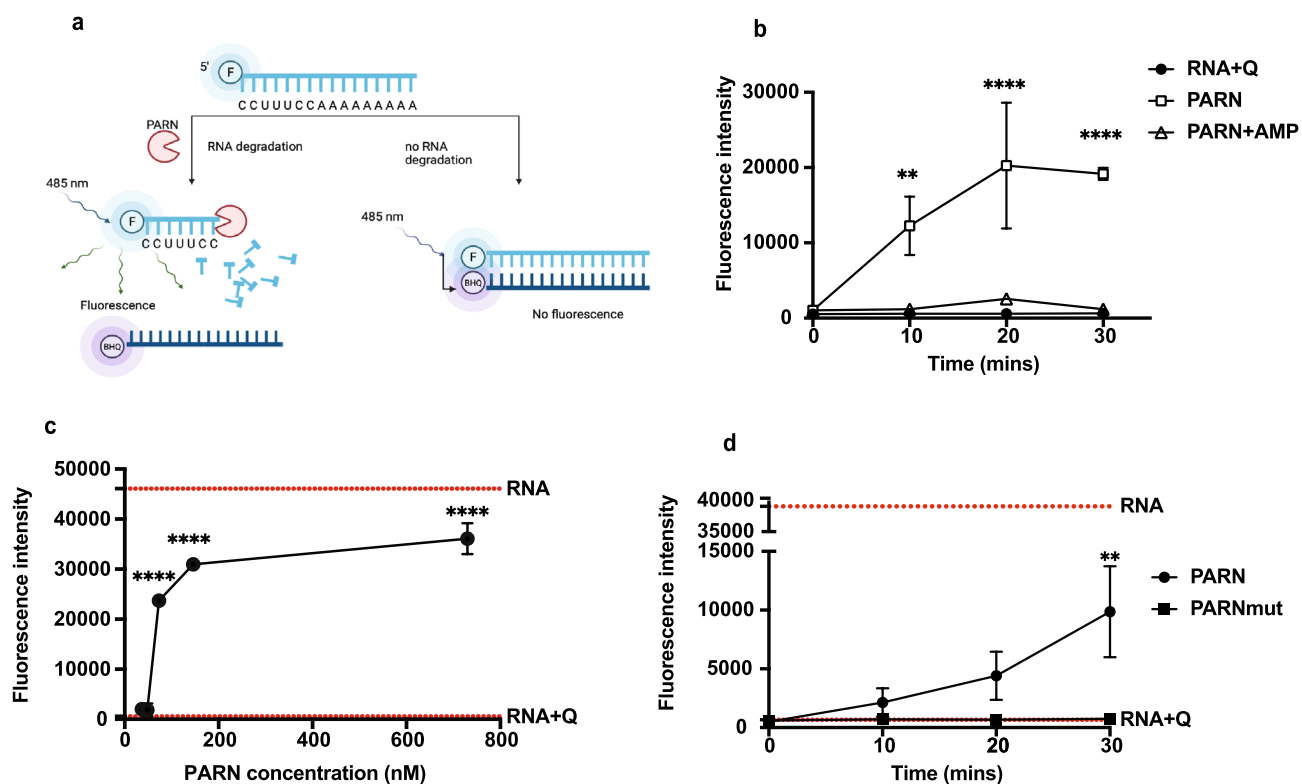 a
5'
F
CCUUUCCAAAAAAAAA
PARN
RNA degradation
no RNA
degradation
485 nm
F
CCUUUCC
Fluorescence
BHQ
485 nm
F
BHQ
No fluorescence
b
RNA+Q
PARN
PARN+AMP
Fluorescence intensity
30000
20000
10000
0
**
****
****
0 10 20 30
Time (mins)
c
Fluorescence intensity
50000
40000
30000
20000
10000
0
RNA
****
****
****
RNA+Q
0 200 400 600 800
PARN concentration (nM)
d
Fluorescence intensity
40000
35000
15000
10000
5000
0
RNA
**
PARN
PARNmut
RNA+Q
0 10 20 30
Time (mins)